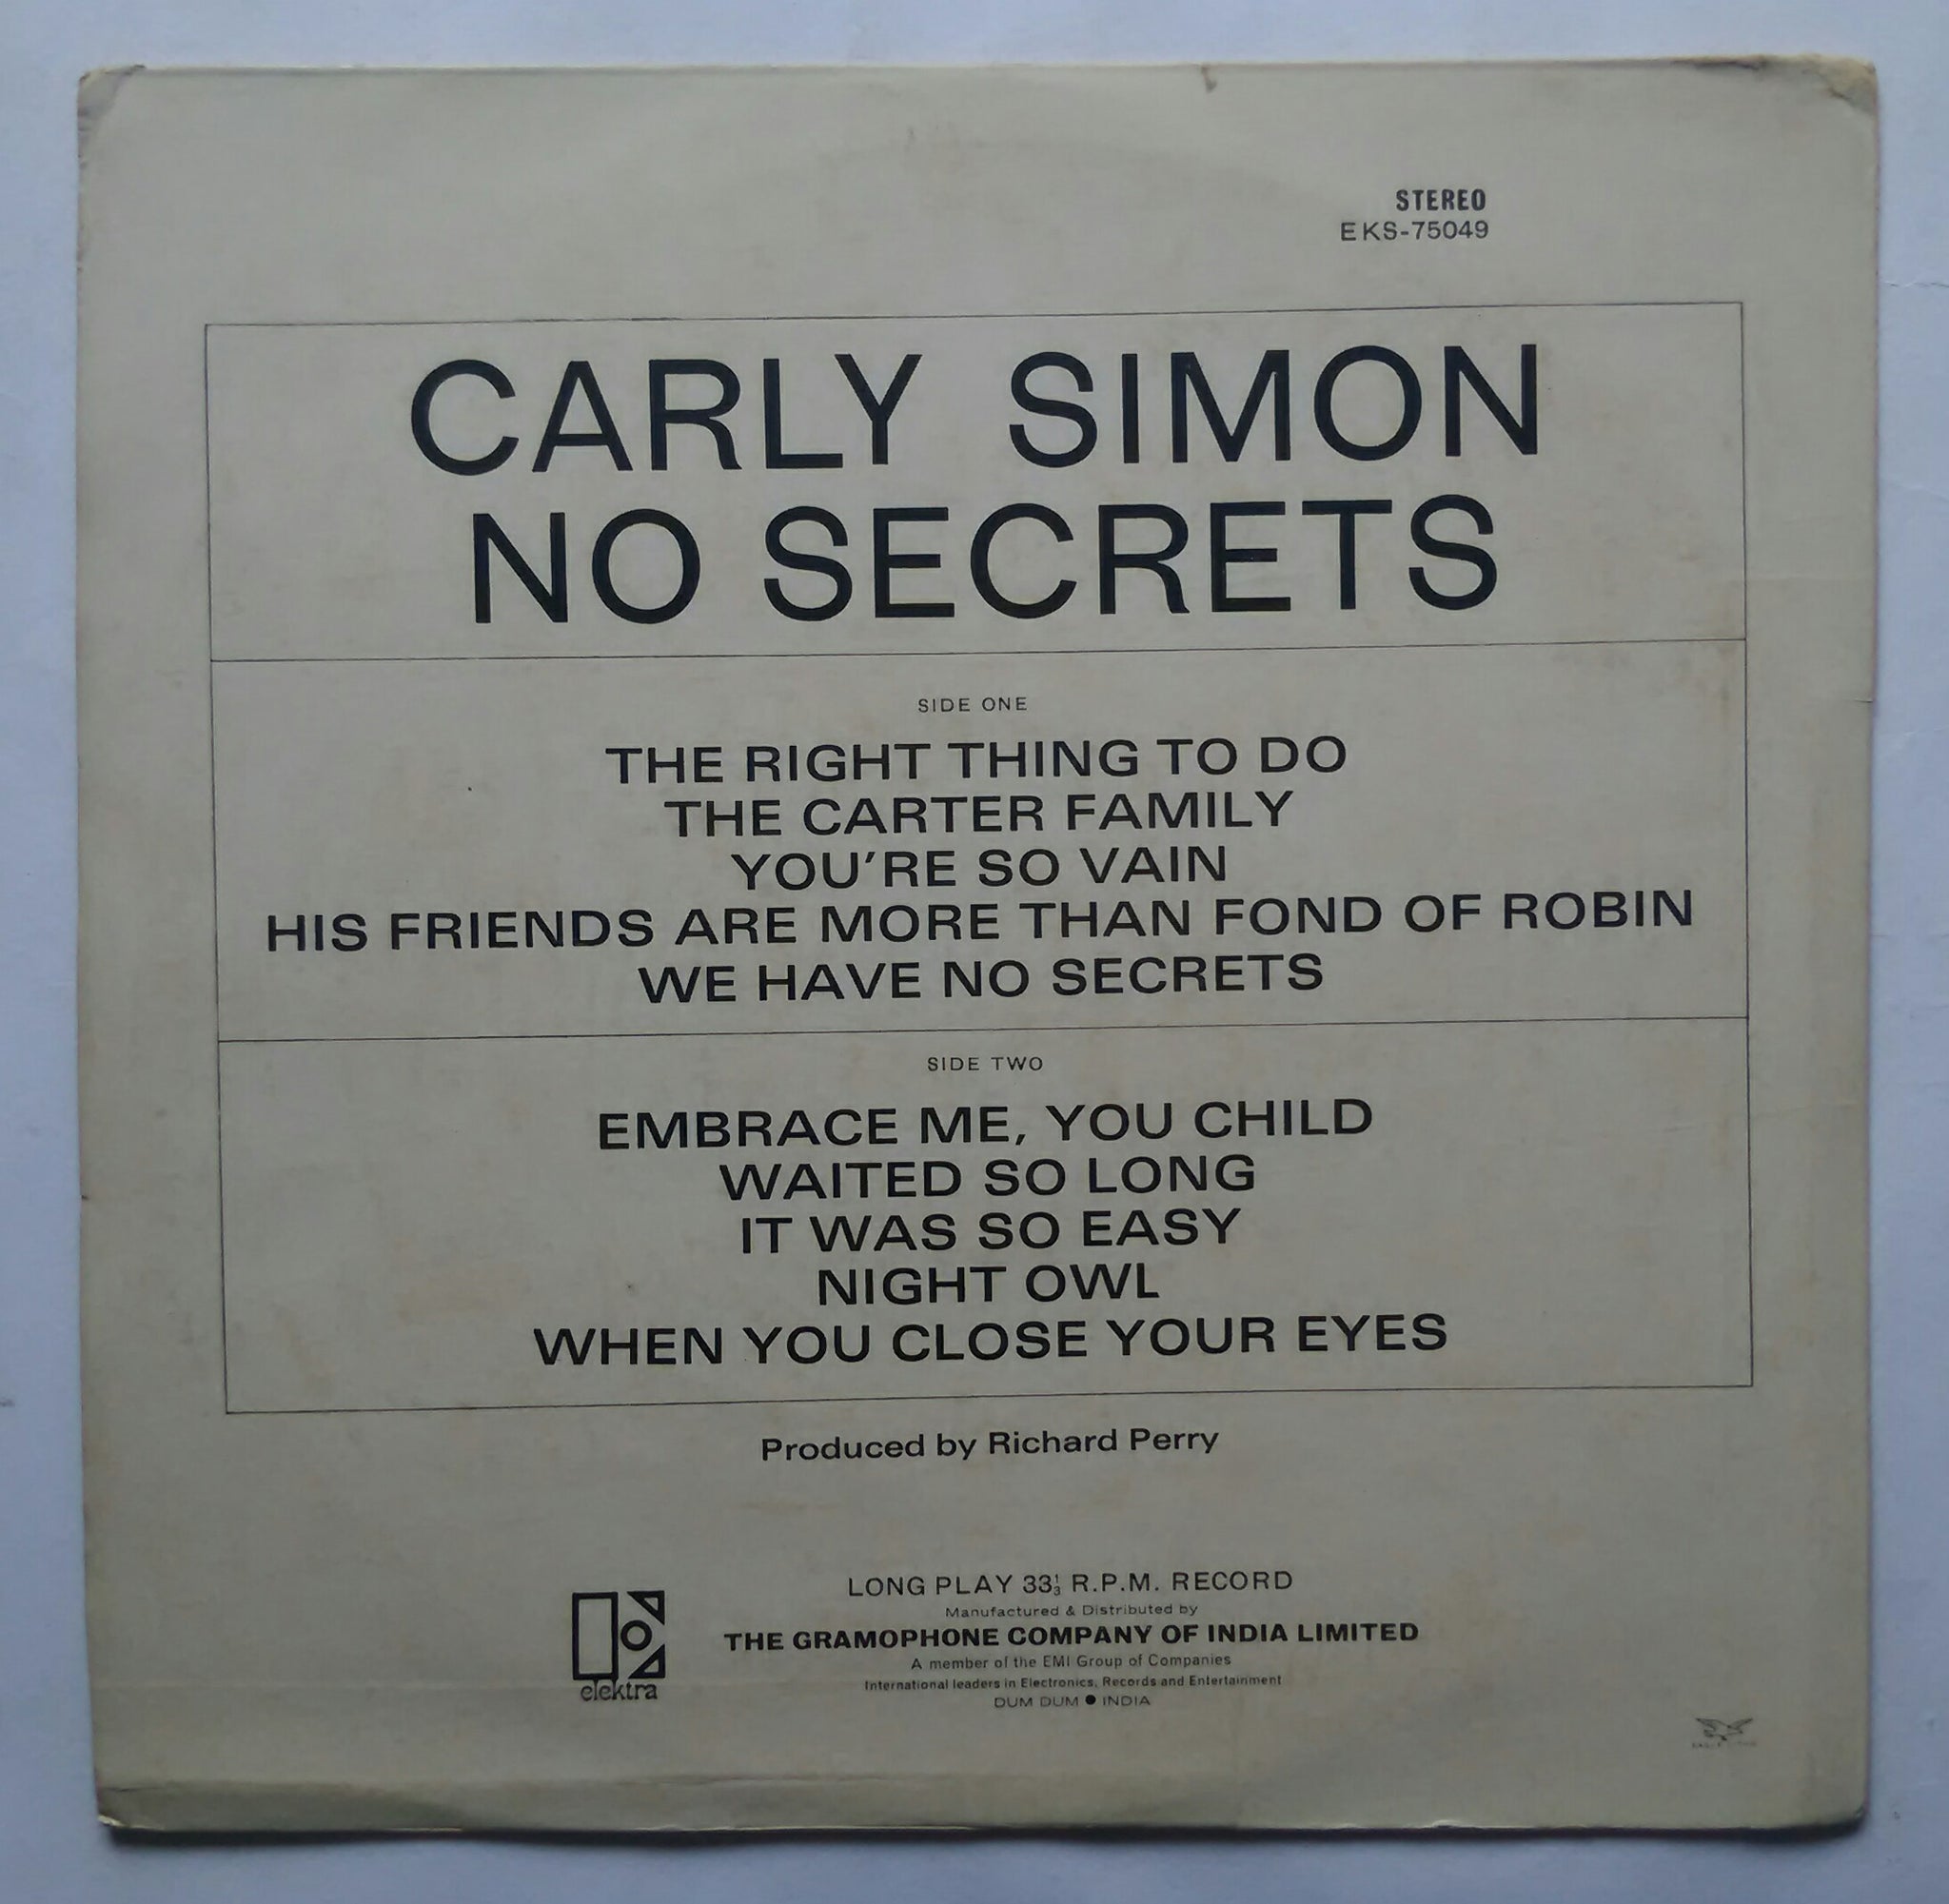 STEREO
EKS-75049
CARLY SIMON
NO SECRETS
SIDE ONE
THE RIGHT THING TO DO
THE CARTER FAMILY
YOU'RE SO VAIN
HIS FRIENDS ARE MORE THAN FOND OF ROBIN
WE HAVE NO SECRETS
SIDE TWO
EMBRACE ME, YOU CHILD
WAITED SO LONG
IT WAS SO EASY
NIGHT OWL
WHEN YOU CLOSE YOUR EYES
Produced by Richard Perry
LONG PLAY 33⅓ R.P.M. RECORD
Manufactured & Distributed by
THE GRAMOPHONE COMPANY OF INDIA LIMITED
A member of the EMI Group of Companies
International leaders in Electronics, Records and Entertainment
DUM DUM ● INDIA
elektra